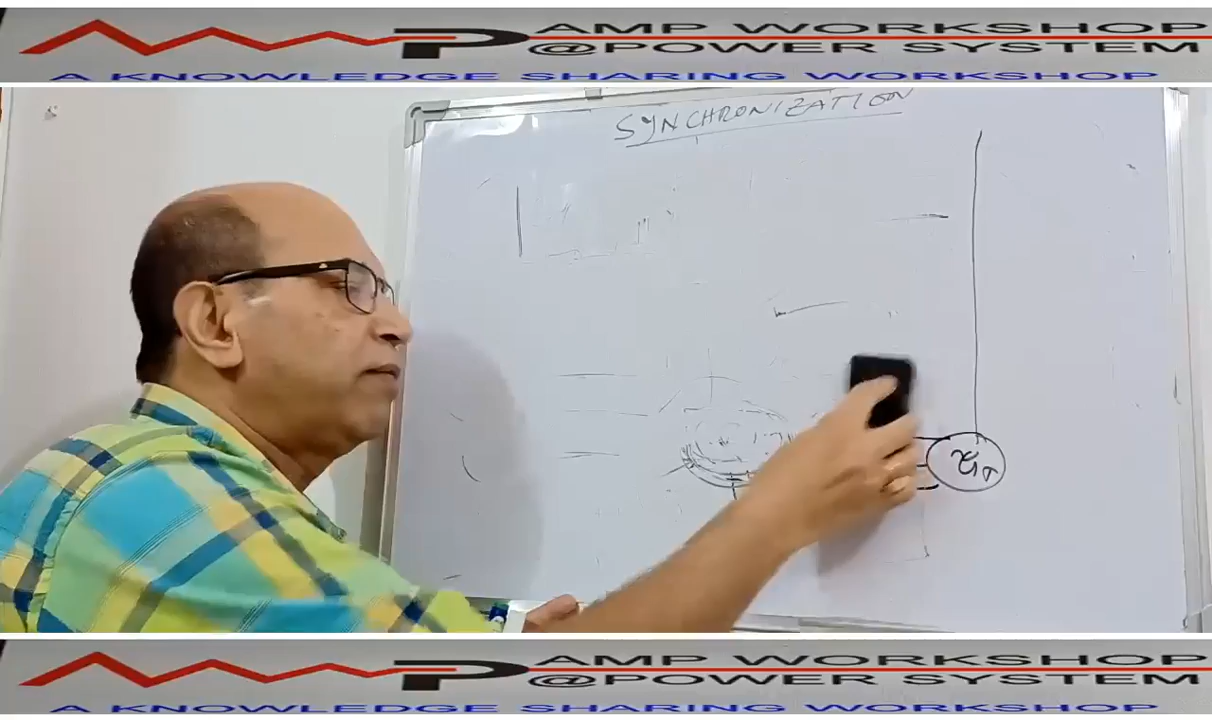 AMP WORKSHOP
@POWER SYSTEM
A KNOWLEDGE SHARING WORKSHOP
SYNCHRONIZATION
AMP WORKSHOP
@POWER SYSTEM
A KNOWLEDGE SHARING WORKSHOP